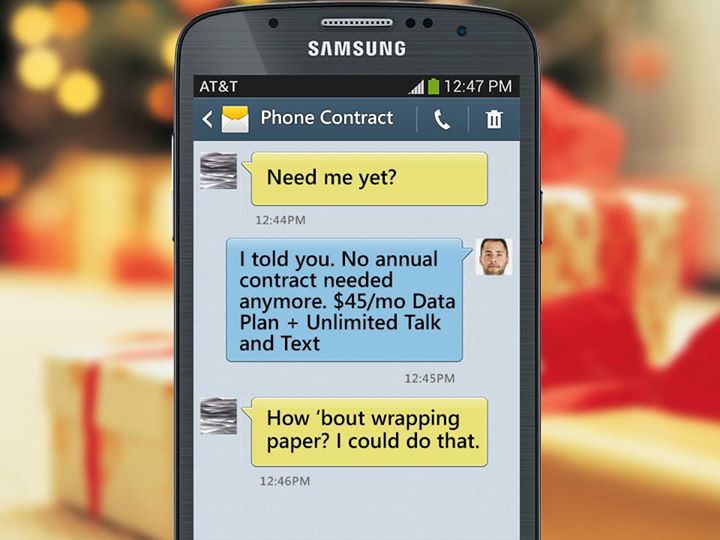 SAMSUNG
AT&T 12:47 PM
Phone Contract
Need me yet?
12:44PM
I told you. No annual
contract needed
anymore. $45/mo Data
Plan + Unlimited Talk
and Text
12:45PM
How ‘bout wrapping
paper? I could do that.
12:46PM